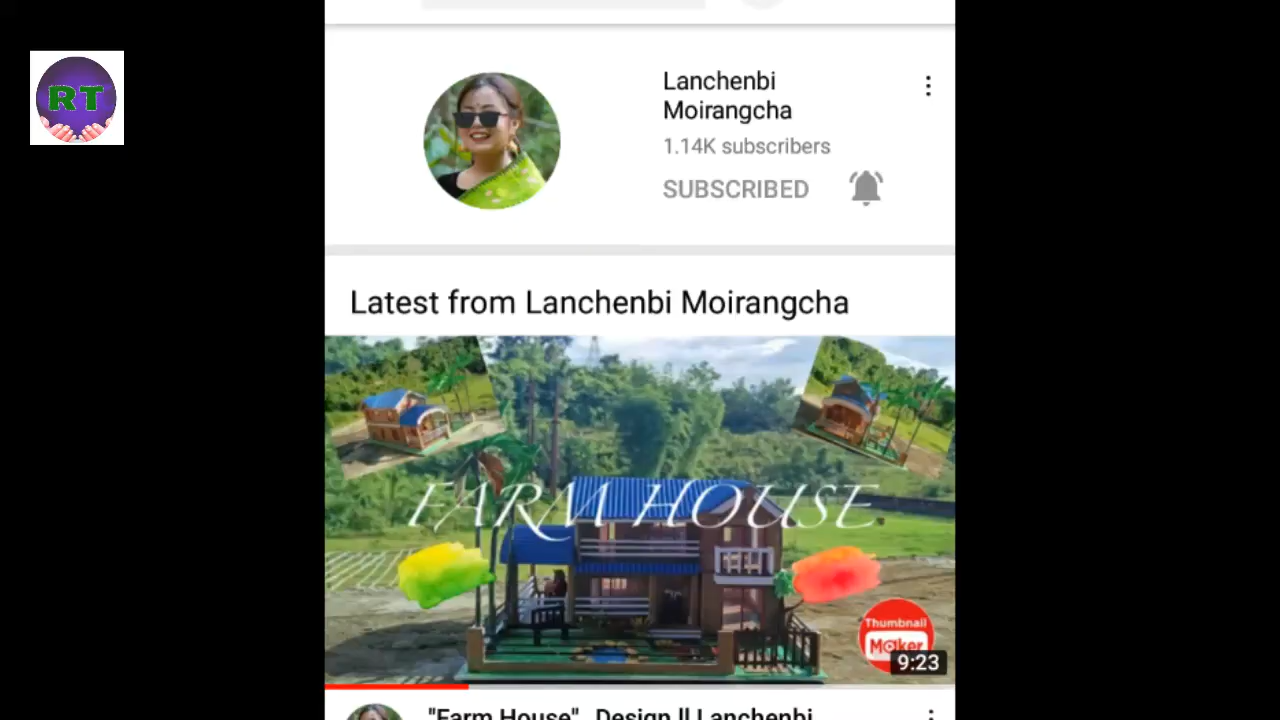 RT
Lanchenbi
Moirangcha
1.14K subscribers
SUBSCRIBED
Latest from Lanchenbi Moirangcha
FARM HOUSE
Thumbnail
Maker
9:23
"Farm House" Design || Lanchenbi